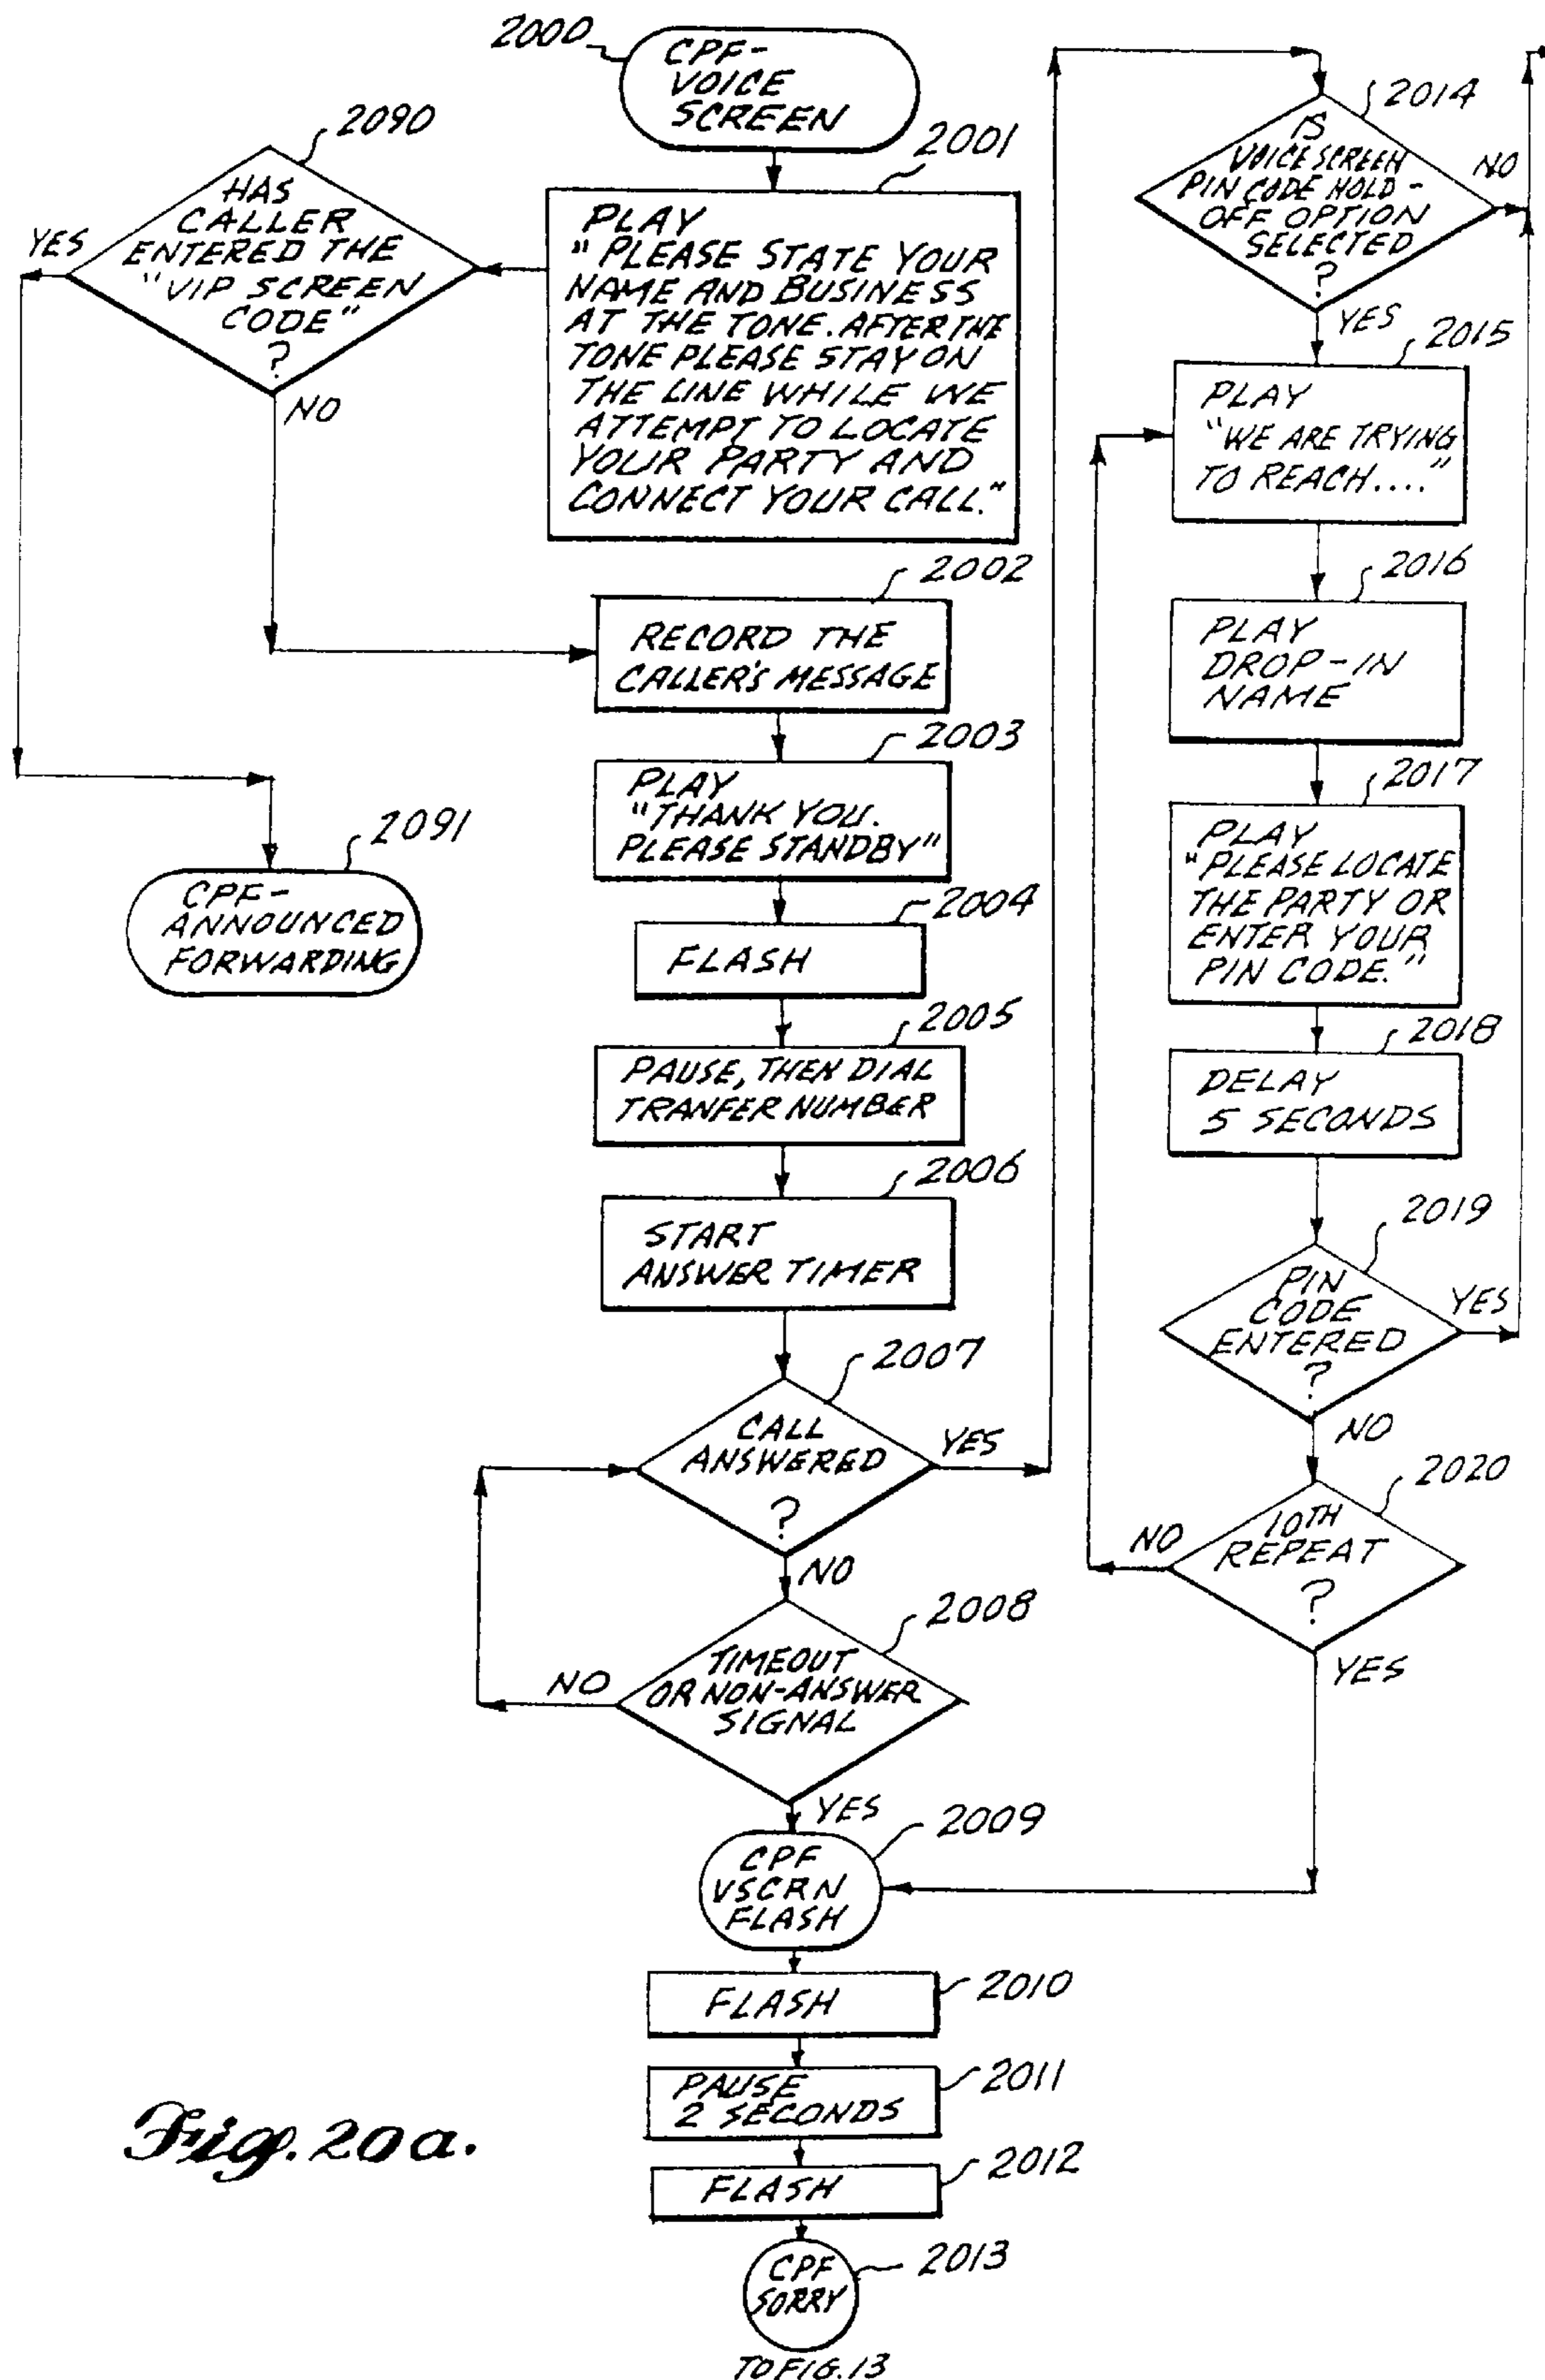 2000
CPF-
VOICE
SCREEN
2001
PLAY
"PLEASE STATE YOUR
NAME AND BUSINESS
AT THE TONE. AFTER THE
TONE PLEASE STAY ON
THE LINE WHILE WE
ATTEMPT TO LOCATE
YOUR PARTY AND
CONNECT YOUR CALL."
2090
HAS
CALLER
ENTERED THE
"VIP SCREEN
CODE"
?
YES
NO
2091
CPF-
ANNOUNCED
FORWARDING
2002
RECORD THE
CALLER'S MESSAGE
2003
PLAY
"THANK YOU.
PLEASE STANDBY"
2004
FLASH
2005
PAUSE, THEN DIAL
TRANFER NUMBER
2006
START
ANSWER TIMER
2007
CALL
ANSWERED
?
YES
NO
2008
TIMEOUT
OR NON-ANSWER
SIGNAL
NO
YES
2009
CPF
VSCRN
FLASH
2010
FLASH
2011
PAUSE
2 SECONDS
2012
FLASH
2013
CPF
SORRY
TO FIG. 13
2014
IS
VOICE SCREEN
PIN CODE HOLD-
OFF OPTION
SELECTED
?
NO
YES
2015
PLAY
"WE ARE TRYING
TO REACH...."
2016
PLAY
DROP-IN
NAME
2017
PLAY
"PLEASE LOCATE
THE PARTY OR
ENTER YOUR
PIN CODE."
2018
DELAY
5 SECONDS
2019
PIN
CODE
ENTERED
?
YES
NO
2020
10TH
REPEAT
?
NO
YES
Fig. 20a.